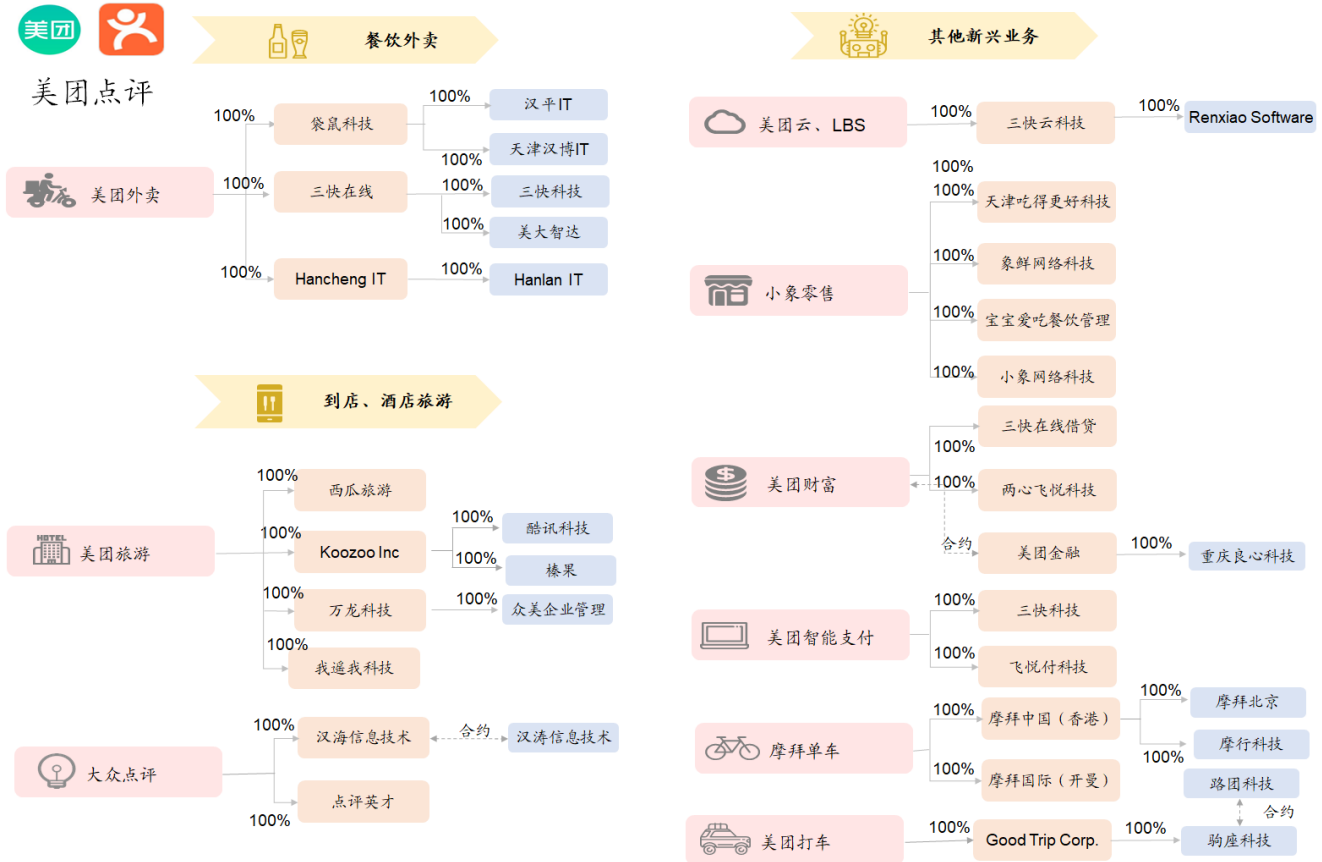 美团
美团点评
餐饮外卖
美团外卖
100%
袋鼠科技
100%
汉平IT
100%
天津汉博IT
100%
三快在线
100%
三快科技
100%
美大智达
100%
Hancheng IT
100%
Hanlan IT
到店、酒店旅游
HOTEL
美团旅游
100%
西瓜旅游
100%
Koozoo Inc
100%
酷讯科技
100%
榛果
100%
万龙科技
100%
众美企业管理
100%
我遥我科技
大众点评
100%
汉海信息技术
合约
汉涛信息技术
100%
点评英才
其他新兴业务
美团云、LBS
100%
三快云科技
100%
Renxiao Software
小象零售
100%
100%
天津吃得更好科技
100%
象鲜网络科技
100%
宝宝爱吃餐饮管理
100%
小象网络科技
$
美团财富
100%
三快在线借贷
100%
两心飞悦科技
合约
美团金融
100%
重庆良心科技
美团智能支付
100%
三快科技
100%
飞悦付科技
摩拜单车
100%
摩拜中国（香港）
100%
摩拜北京
100%
摩行科技
100%
摩拜国际（开曼）
美团打车
100%
Good Trip Corp.
100%
驹座科技
合约
路团科技